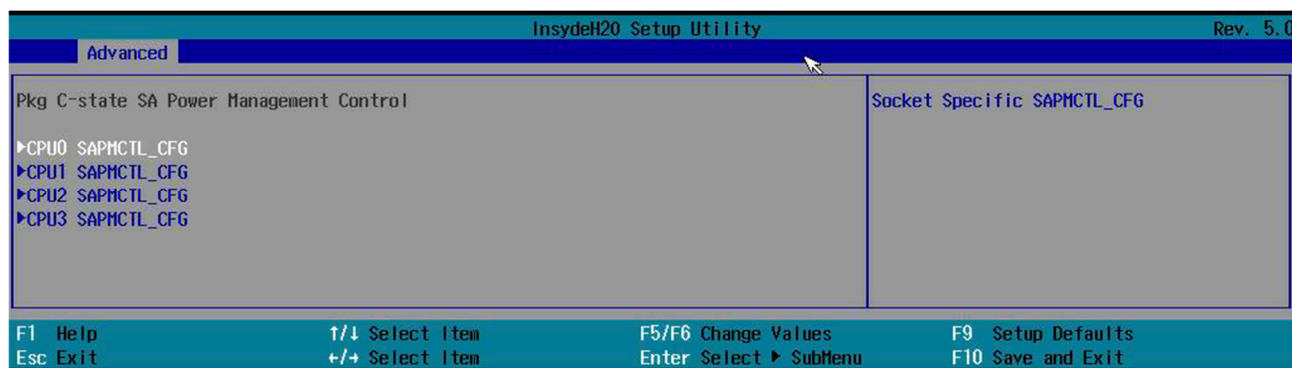 InsydeH20 Setup Utility Rev. 5.0
Advanced
Pkg C-state SA Power Management Control
Socket Specific SAPMCTL_CFG
▶CPU0 SAPMCTL_CFG
▶CPU1 SAPMCTL_CFG
▶CPU2 SAPMCTL_CFG
▶CPU3 SAPMCTL_CFG
F1 Help ↑/↓ Select Item F5/F6 Change Values F9 Setup Defaults
Esc Exit ←/→ Select Item Enter Select ▶ SubMenu F10 Save and Exit